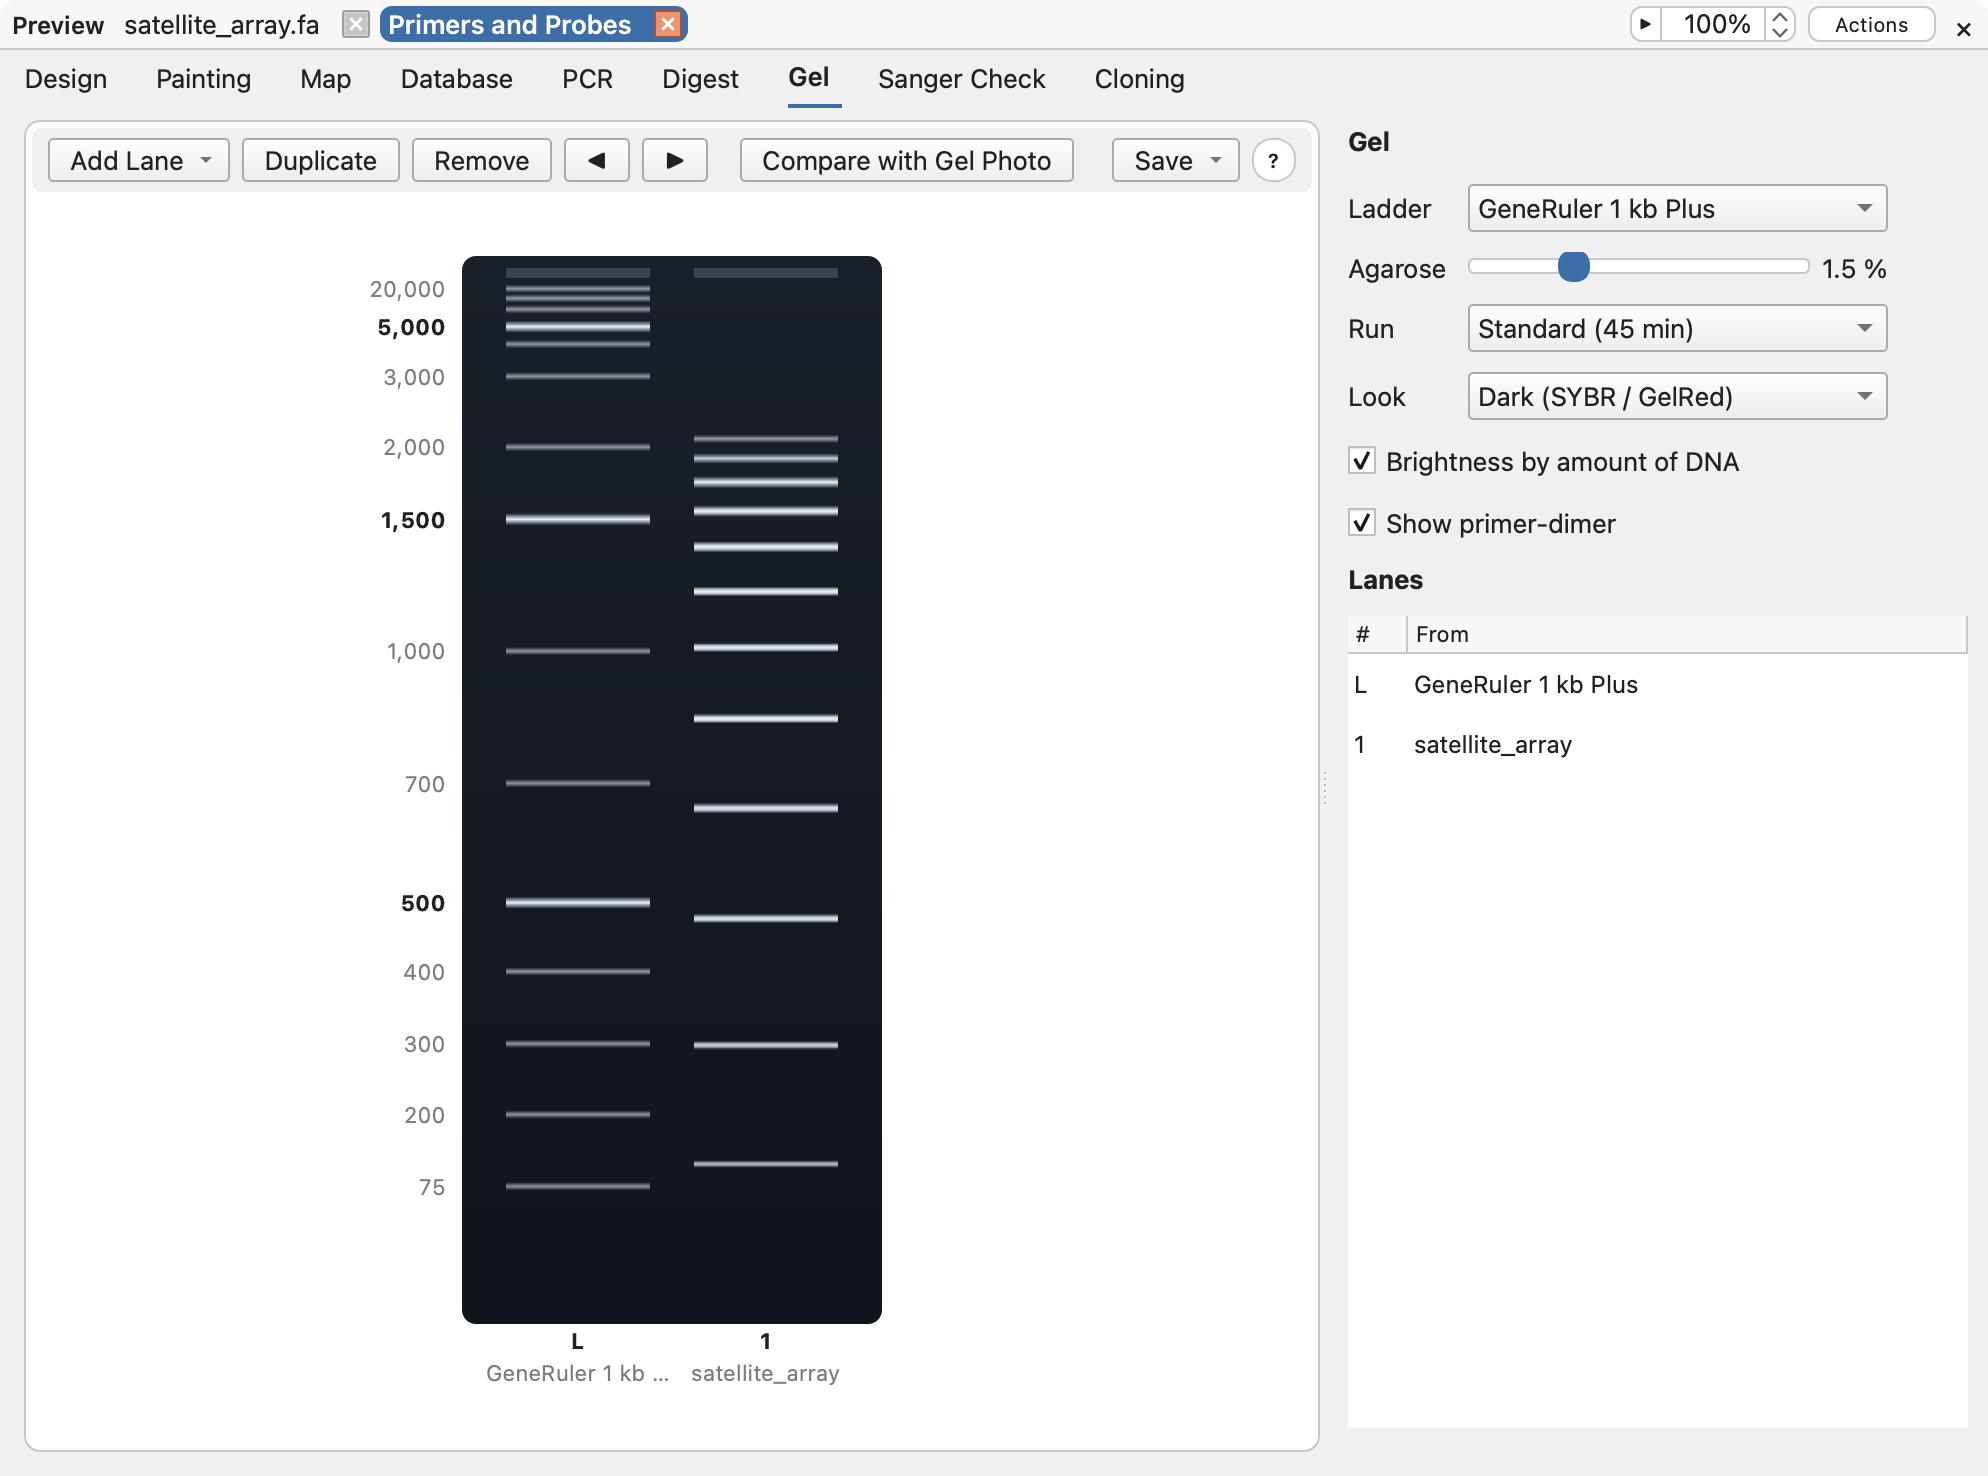 Preview satellite_array.fa Primers and Probes 100% Actions
Design Painting Map Database PCR Digest Gel Sanger Check Cloning
Add Lane Duplicate Remove Compare with Gel Photo Save ?
20,000
5,000
3,000
2,000
1,500
1,000
700
500
400
300
200
75
L 1
GeneRuler 1 kb ... satellite_array
Gel
Ladder GeneRuler 1 kb Plus
Agarose 1.5 %
Run Standard (45 min)
Look Dark (SYBR / GelRed)
Brightness by amount of DNA
Show primer-dimer
Lanes
# From
L GeneRuler 1 kb Plus
1 satellite_array